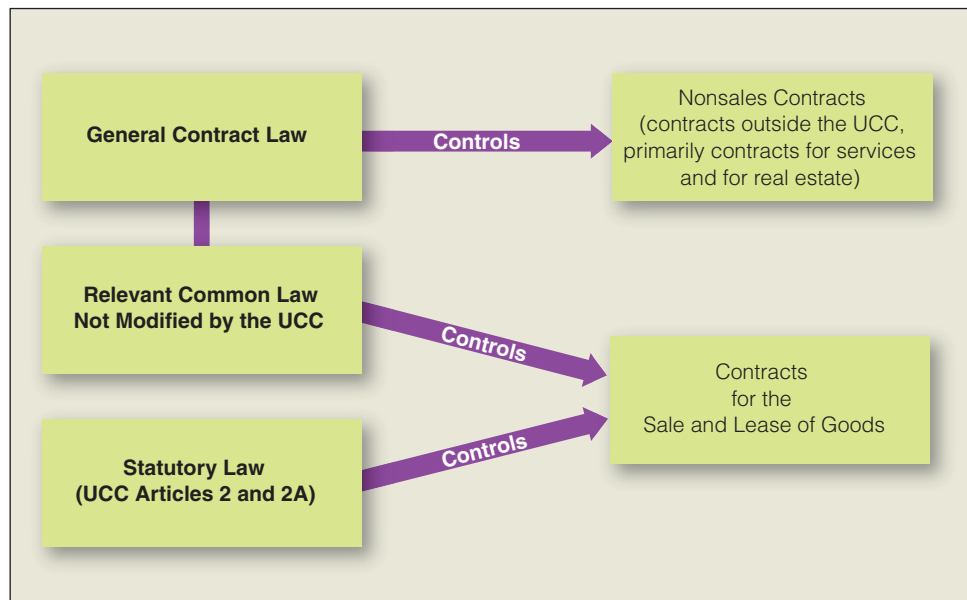 General Contract Law
Controls
Nonsales Contracts
(contracts outside the UCC,
primarily contracts for services
and for real estate)
Relevant Common Law
Not Modified by the UCC
Controls
Contracts
for the
Sale and Lease of Goods
Statutory Law
(UCC Articles 2 and 2A)
Controls